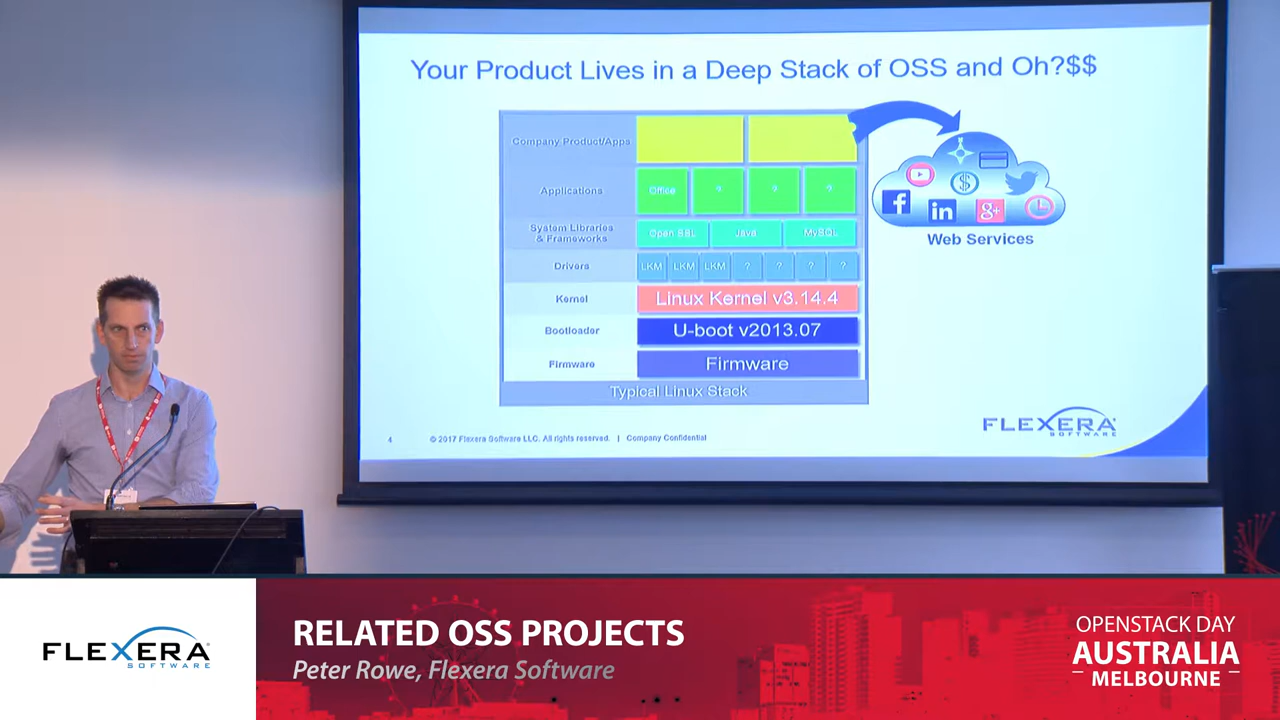 Your Product Lives in a Deep Stack of OSS and Oh?$$
Company Product/Apps
Applications
Office
?
?
?
System Libraries
& Frameworks
Open SSL
Java
MySQL
Drivers
LKM
LKM
LKM
?
?
?
?
Kernel
Linux Kernel v3.14.4
Bootloader
U-boot v2013.07
Firmware
Firmware
Typical Linux Stack
$
f
in
g+
Web Services
4
© 2017 Flexera Software LLC. All rights reserved. | Company Confidential
FLEXERA
SOFTWARE
FLEXERA
SOFTWARE
RELATED OSS PROJECTS
Peter Rowe, Flexera Software
OPENSTACK DAY
AUSTRALIA
MELBOURNE